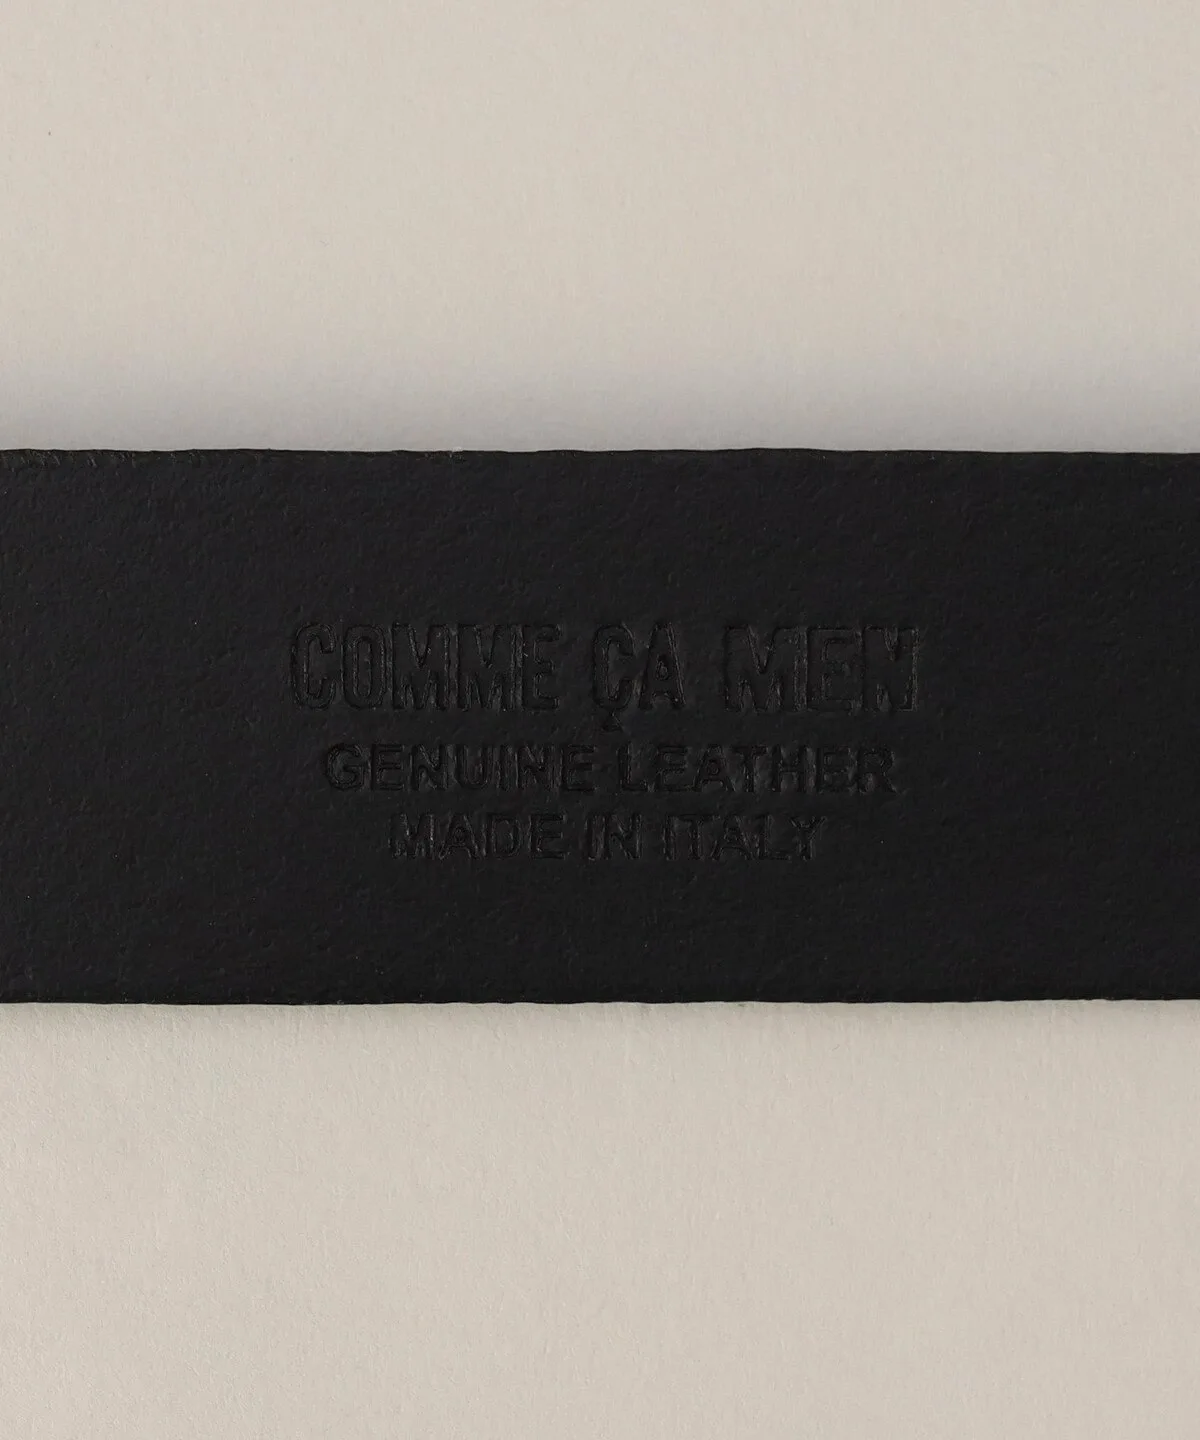 COMME ÇA MEN
GENUINE LEATHER
MADE IN ITALY